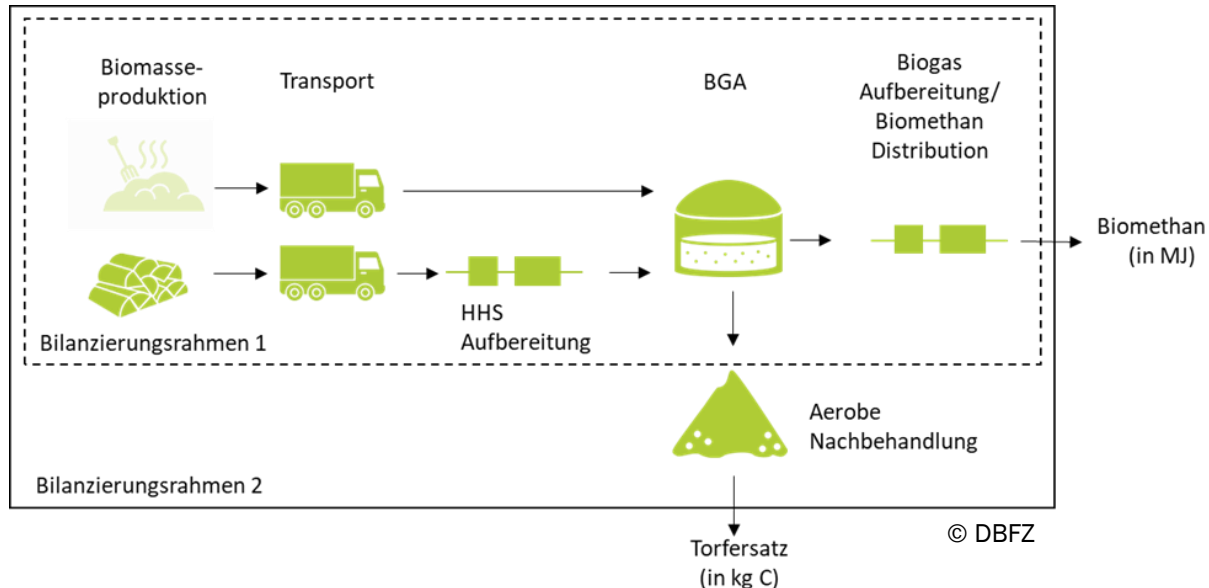 Biomasse-
produktion
Transport
BGA
Biogas
Aufbereitung/
Biomethan
Distribution
Biomethan
(in MJ)
HHS
Aufbereitung
Bilanzierungsrahmen 1
Aerobe
Nachbehandlung
Bilanzierungsrahmen 2
© DBFZ
Torfersatz
(in kg C)